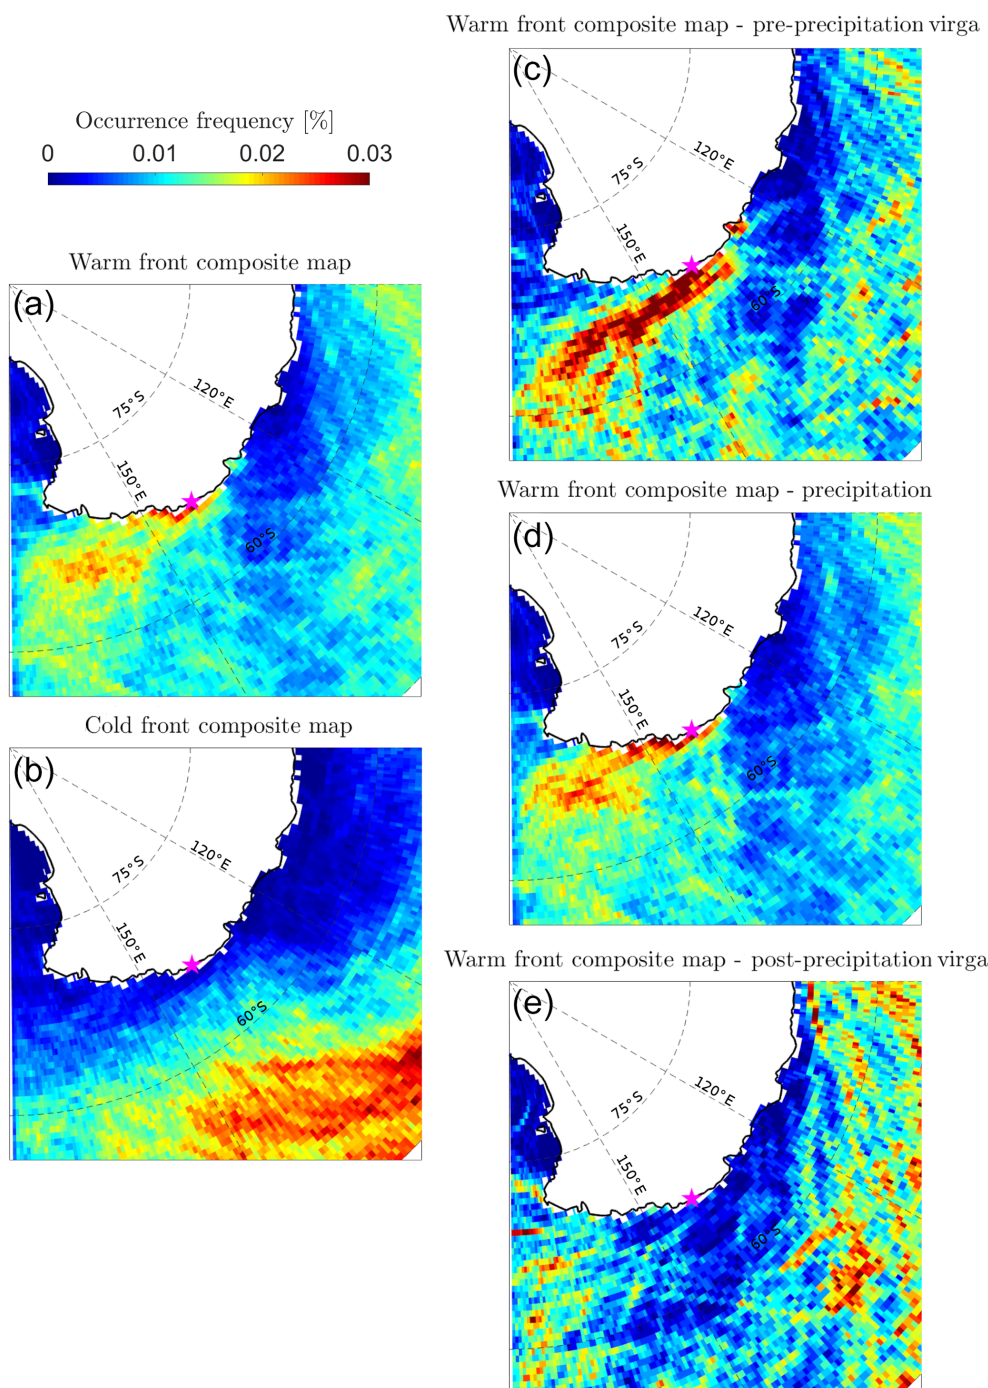 Warm front composite map - pre-precipitation virga
(c)
120°E
75°S
150°E
60°S
Occurrence frequency [%]
0 0.01 0.02 0.03
Warm front composite map
(a)
120°E
75°S
150°E
60°S
Warm front composite map - precipitation
(d)
120°E
75°S
150°E
60°S
Cold front composite map
(b)
120°E
75°S
150°E
60°S
Warm front composite map - post-precipitation virga
(e)
120°E
75°S
150°E
60°S